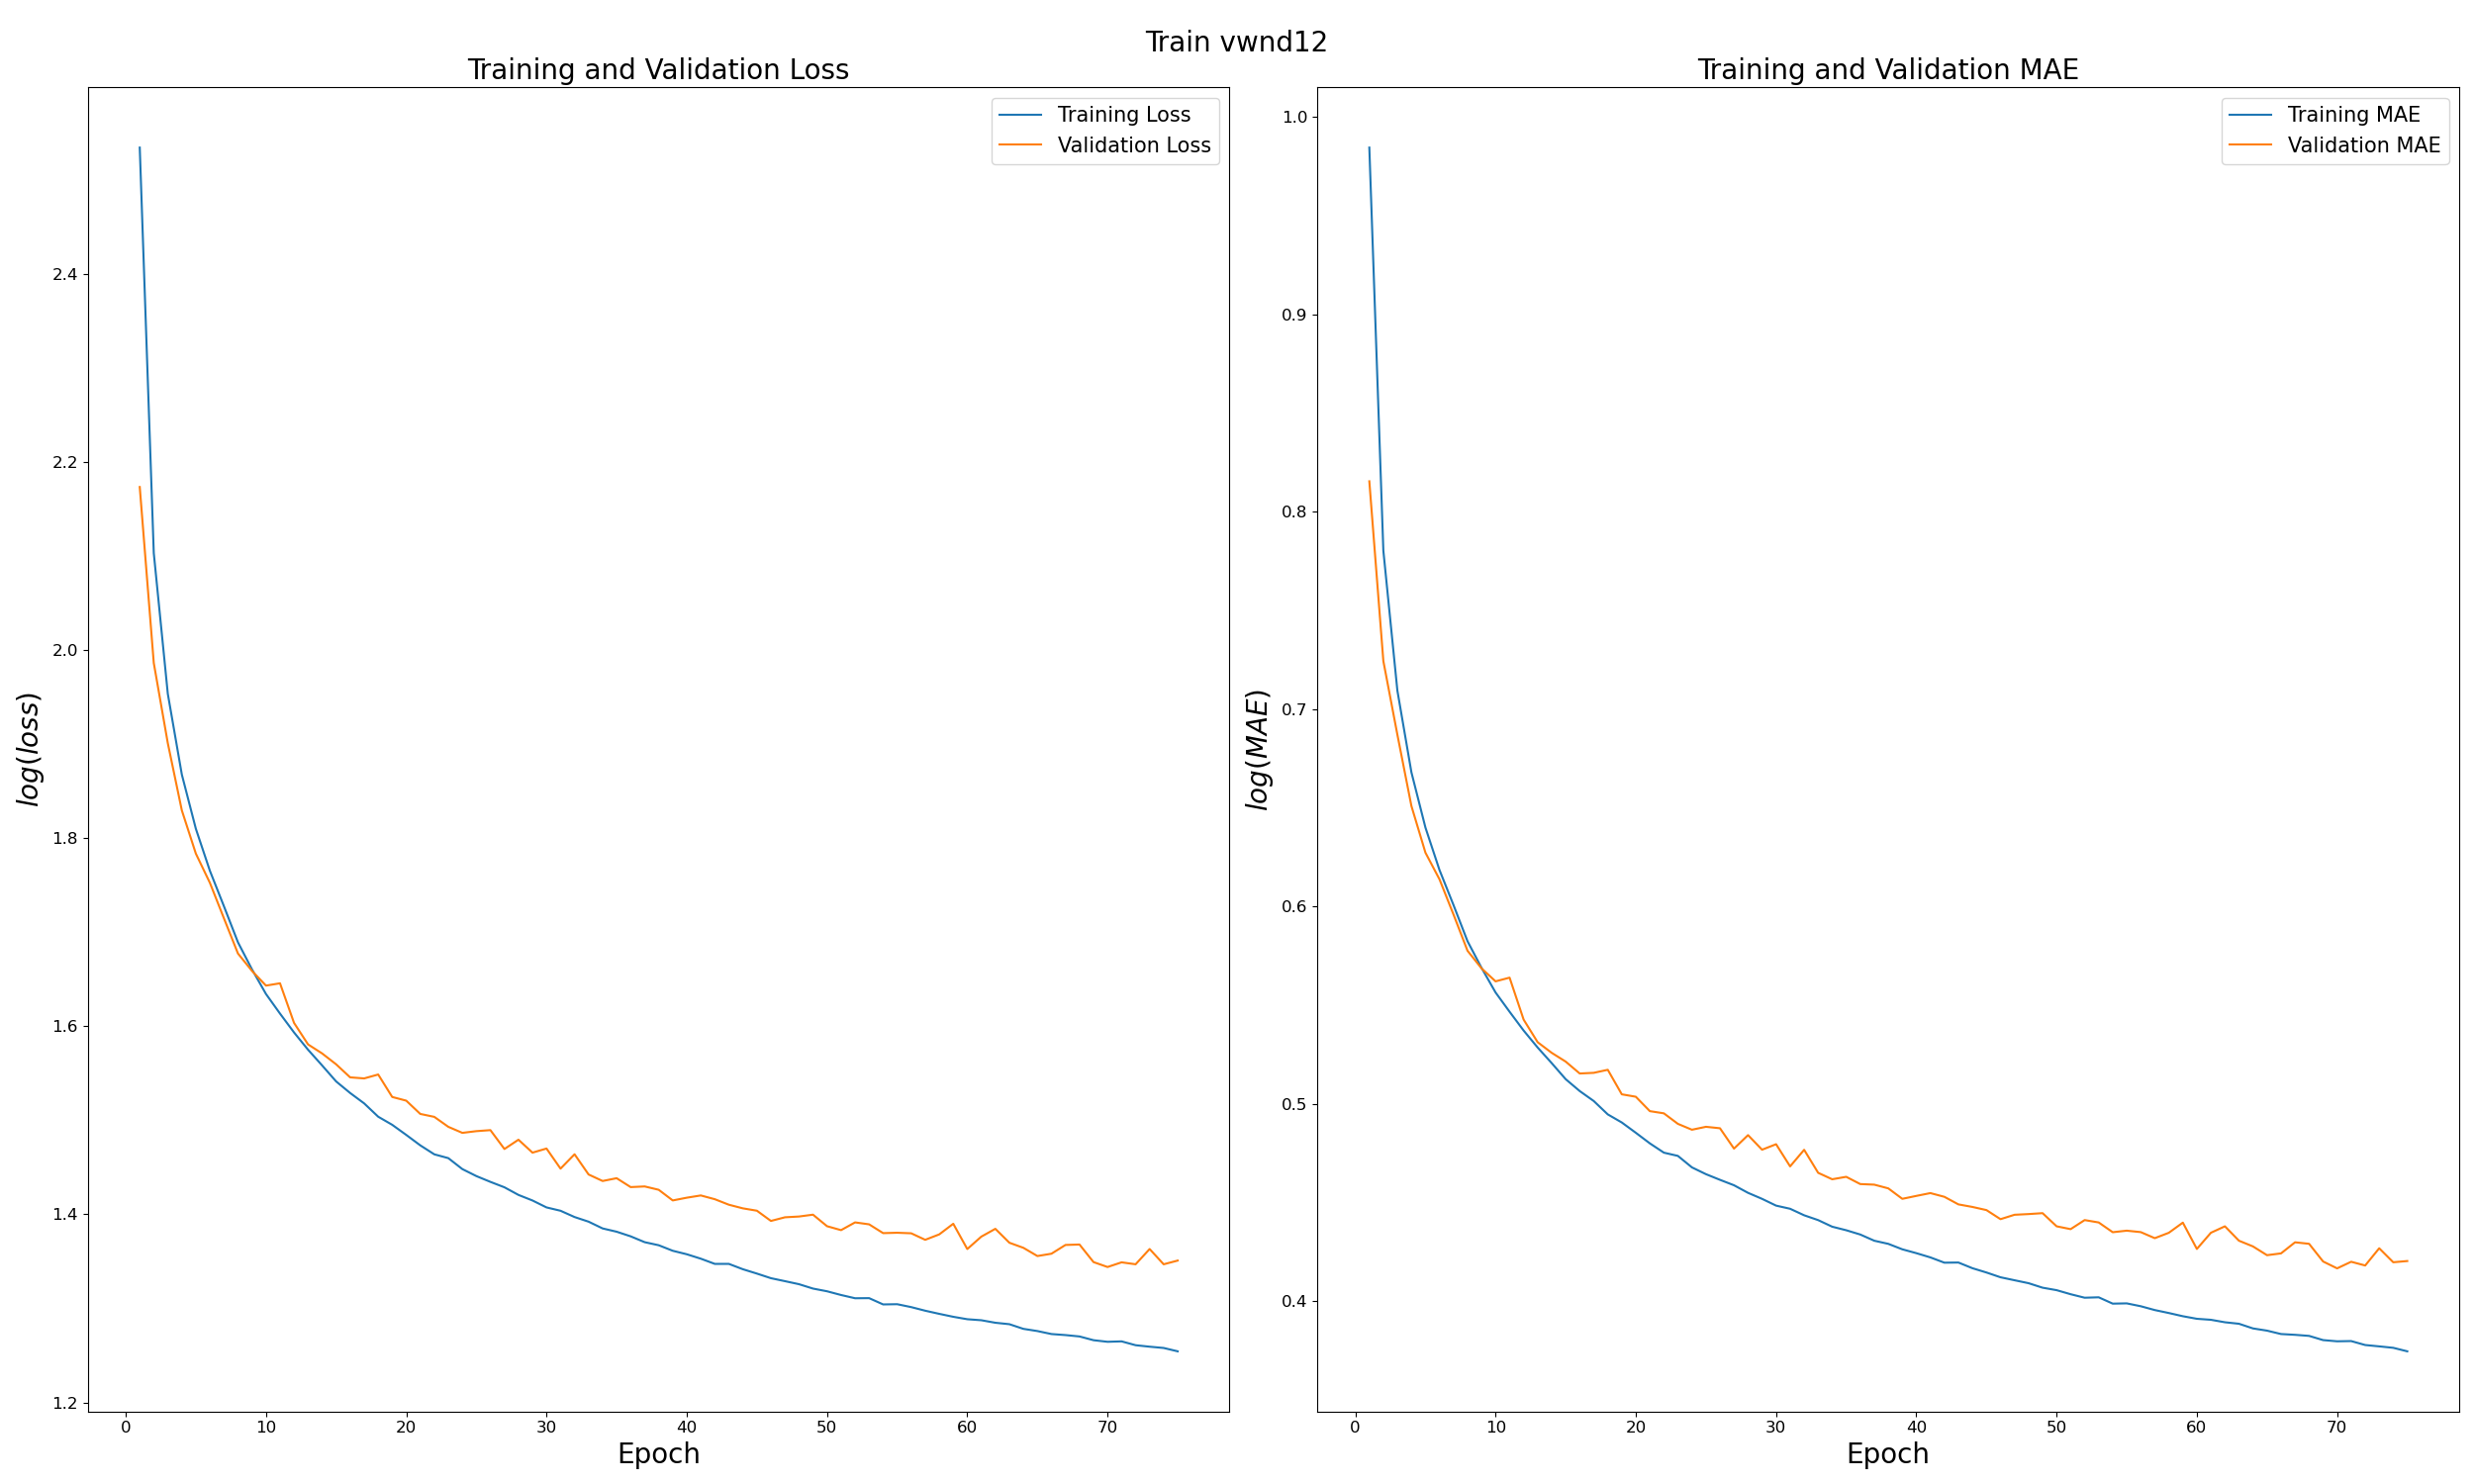 Train vwnd12
Training and Validation Loss
Training Loss
Validation Loss
2.4
2.2
2.0
1.8
1.6
1.4
1.2
log(loss)
0 10 20 30 40 50 60 70
Epoch
Training and Validation MAE
Training MAE
Validation MAE
1.0
0.9
0.8
0.7
0.6
0.5
0.4
log(MAE)
0 10 20 30 40 50 60 70
Epoch